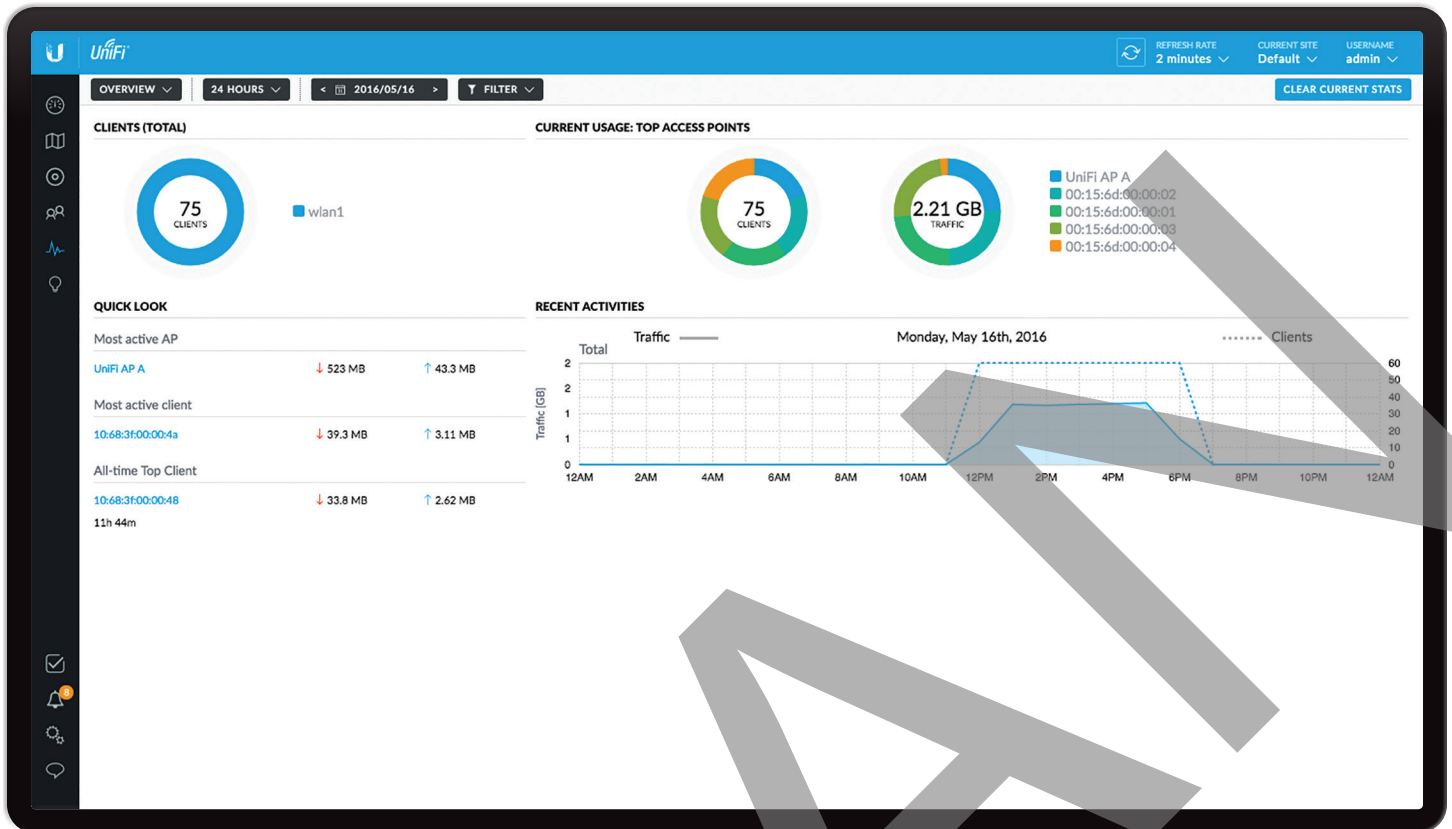 UniFi
REFRESH RATE
2 minutes
CURRENT SITE
Default
USERNAME
admin
OVERVIEW
24 HOURS
< 2016/05/16 >
FILTER
CLEAR CURRENT STATS
CLIENTS (TOTAL)
75
CLIENTS
wlan1
CURRENT USAGE: TOP ACCESS POINTS
75
CLIENTS
2.21 GB
TRAFFIC
UniFi AP A
00:15:6d:00:00:02
00:15:6d:00:00:01
00:15:6d:00:00:03
00:15:6d:00:00:04
QUICK LOOK
Most active AP
UniFi AP A ↓ 523 MB ↑ 43.3 MB
Most active client
10:68:3f:00:00:4a ↓ 39.3 MB ↑ 3.11 MB
All-time Top Client
10:68:3f:00:00:48 ↓ 33.8 MB ↑ 2.62 MB
11h 44m
RECENT ACTIVITIES
Traffic Monday, May 16th, 2016 Clients
Total
Traffic [GB]
2 60
2 50
40
1 30
20
1 10
0 0
12AM 2AM 4AM 6AM 8AM 10AM 12PM 2PM 4PM 6PM 8PM 10PM 12AM
8